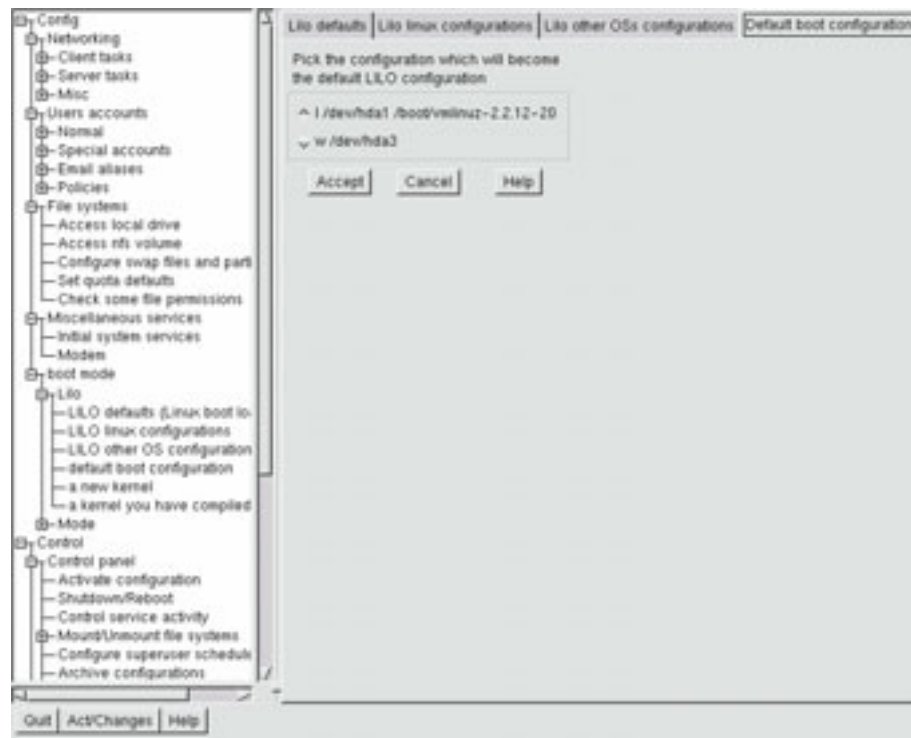 Config
Networking
Client tasks
Server tasks
Misc
Users accounts
Normal
Special accounts
Email aliases
Policies
File systems
Access local drive
Access nfs volume
Configure swap files and parti
Set quota defaults
Check some file permissions
Miscellaneous services
Initial system services
Modem
boot mode
Lilo
LILO defaults (Linux boot lo
LILO linux configurations
LILO other OS configuration
default boot configuration
a new kernel
a kernel you have compiled
Mode
Control
Control panel
Activate configuration
Shutdown/Reboot
Control service activity
Mount/Unmount file systems
Configure superuser schedule
Archive configurations
Quit Act/Changes Help
Lilo defaults Lilo linux configurations Lilo other OSs configurations Default boot configuration
Pick the configuration which will become
the default LILO configuration
l /dev/hda1 /boot/vmlinuz-2.2.12-20
w /dev/hda3
Accept Cancel Help